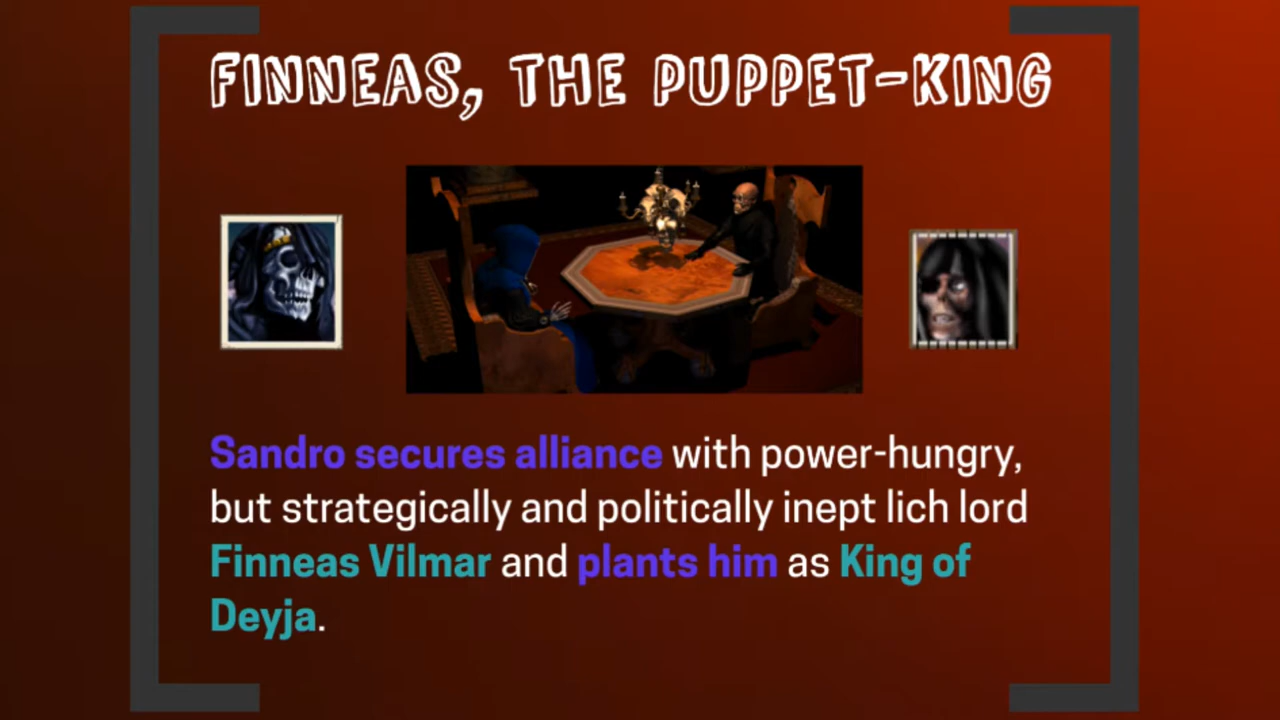 FINNEAS, THE PUPPET-KING
Sandro secures alliance with power-hungry,
but strategically and politically inept lich lord
Finneas Vilmar and plants him as King of
Deyja.